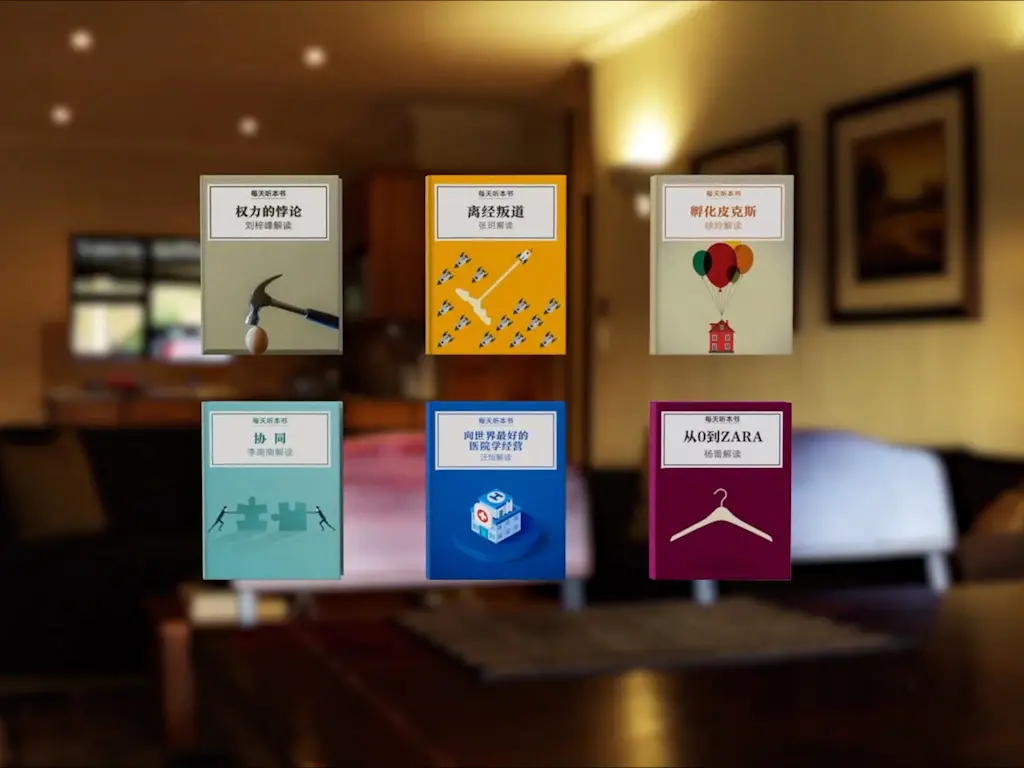 每天听本书
权力的悖论
刘梓峰解读
每天听本书
离经叛道
张玥解读
每天听本书
孵化皮克斯
徐玲解读
每天听本书
协 同
李南南解读
每天听本书
向世界最好的
医院学经营
汪恒解读
每天听本书
从0到ZARA
杨蕾解读